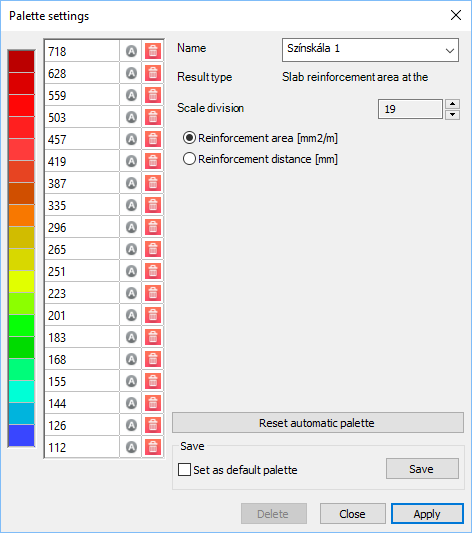 Palette settings
718
628
559
503
457
419
387
335
296
265
251
223
201
183
168
155
144
126
112
Name
Színskála 1
Result type
Slab reinforcement area at the
Scale division
19
Reinforcement area [mm2/m]
Reinforcement distance [mm]
Reset automatic palette
Save
Set as default palette
Save
Delete
Close
Apply